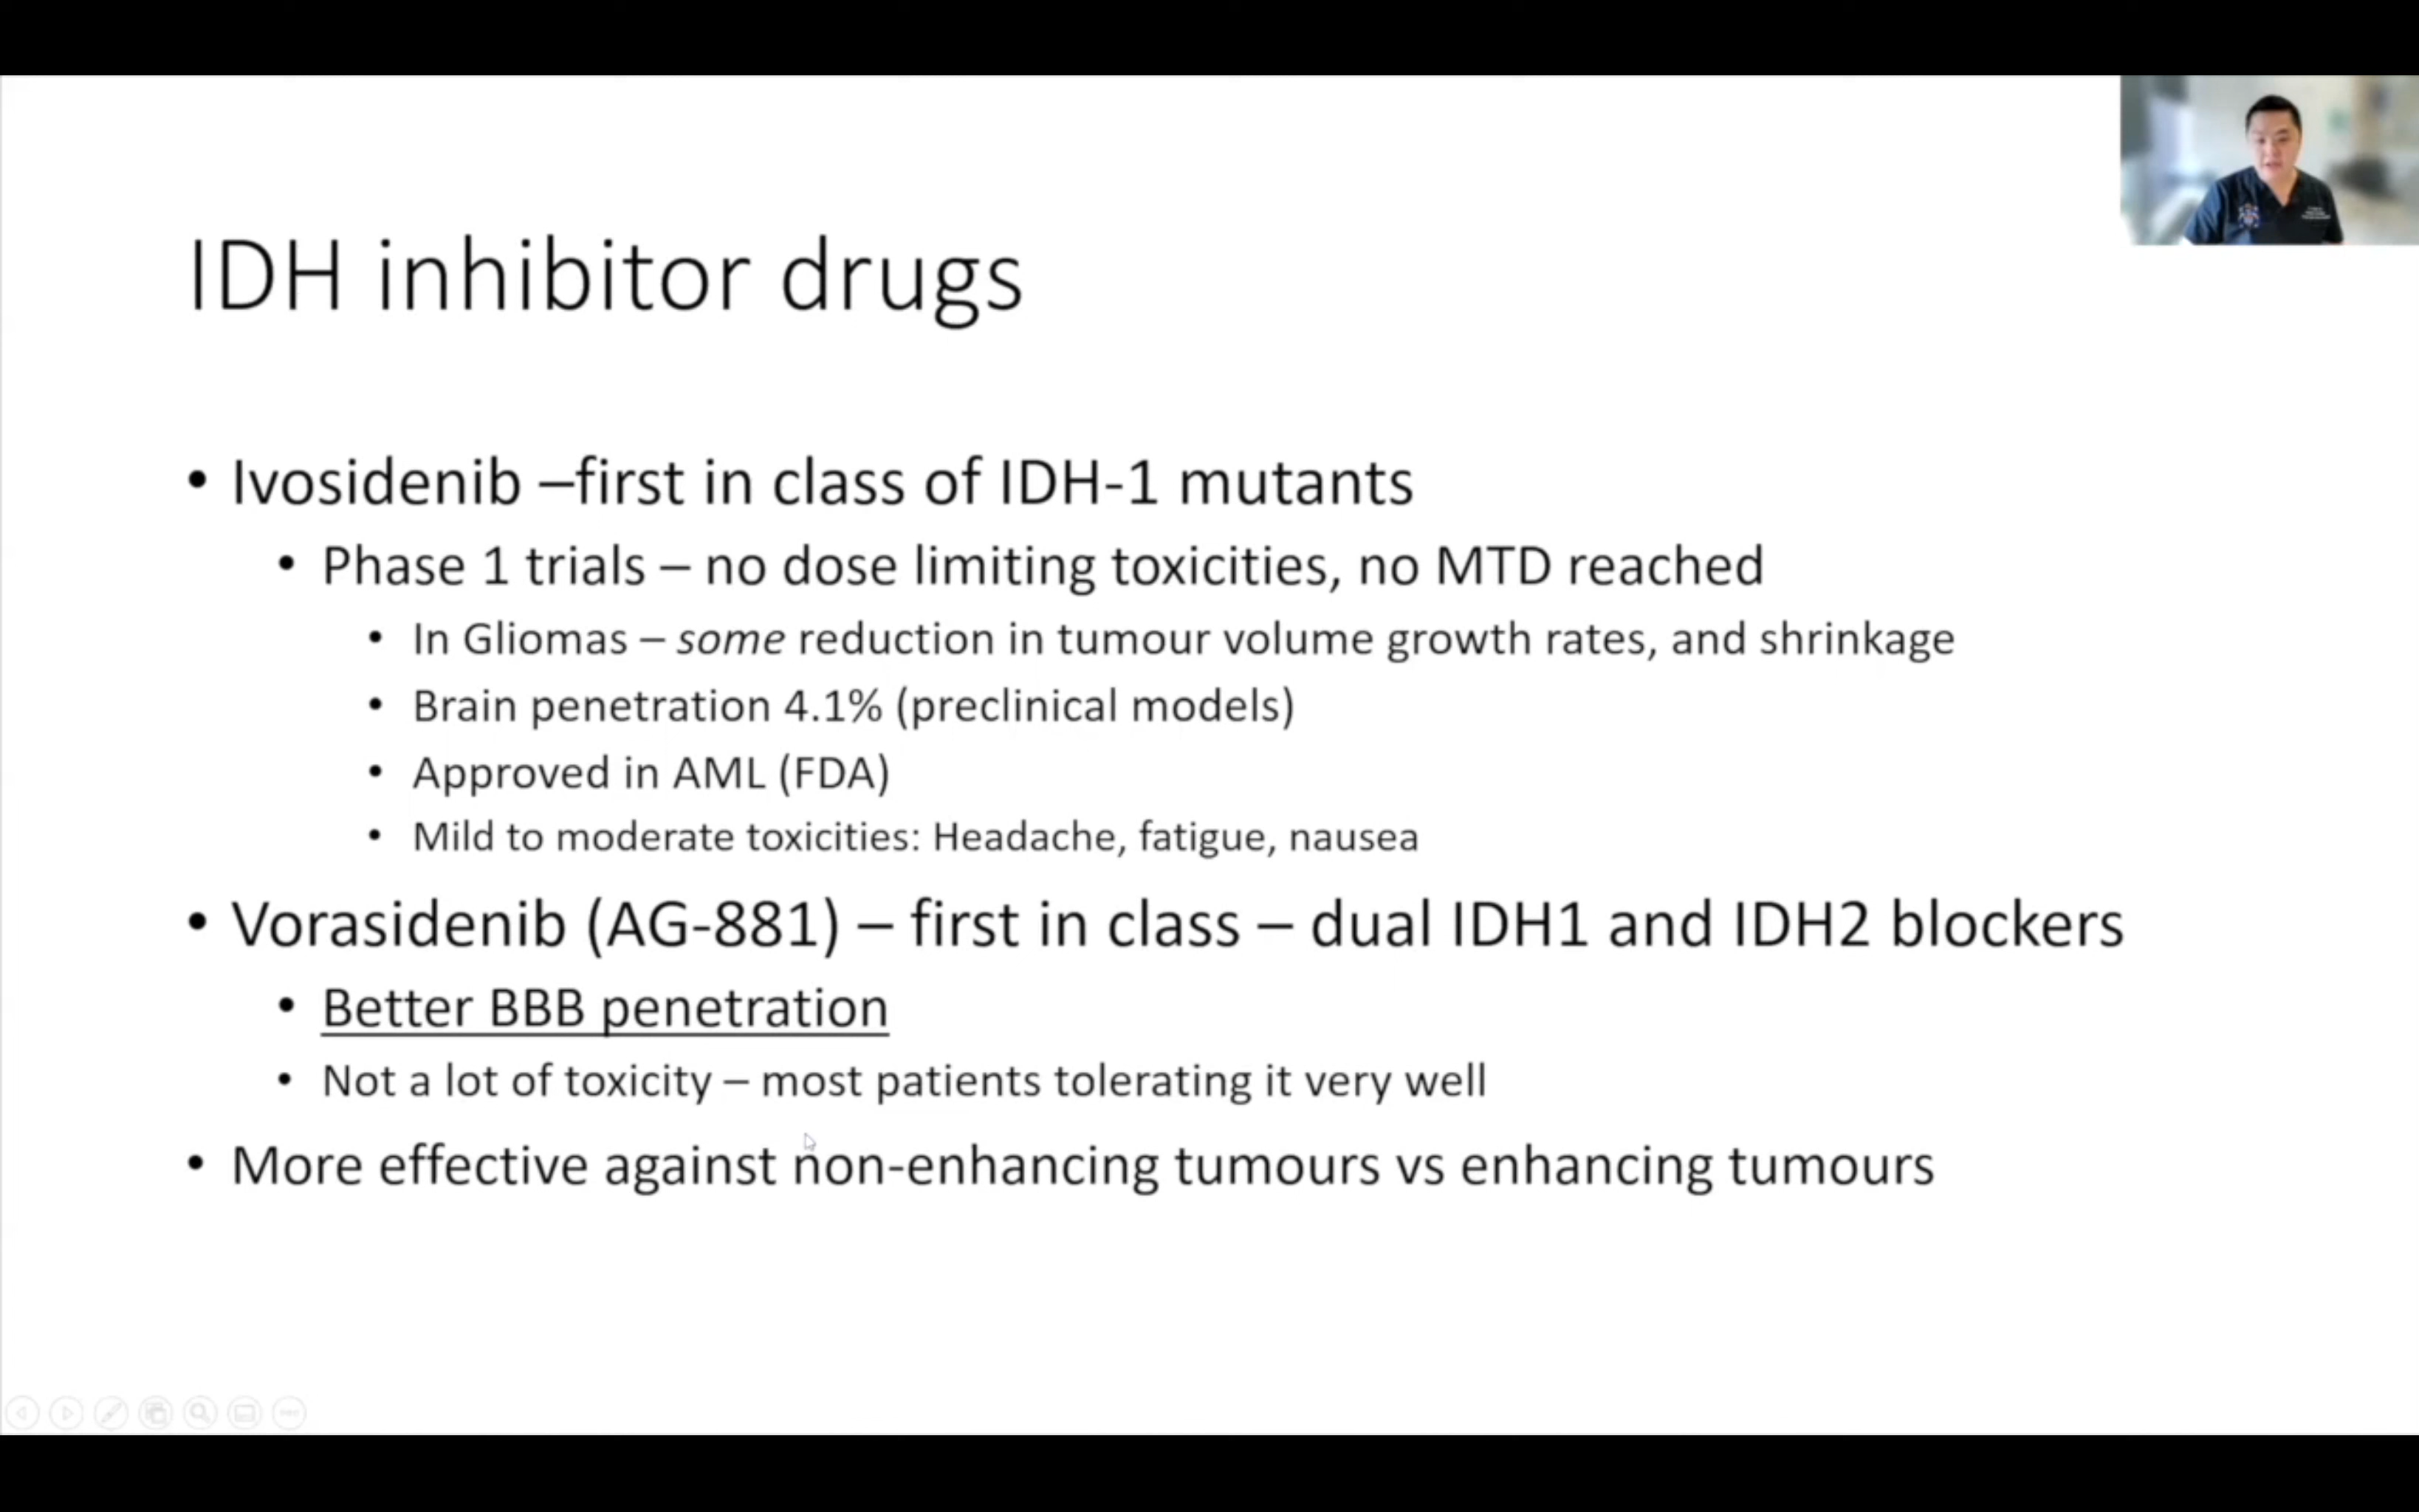 IDH inhibitor drugs
• Ivosidenib –first in class of IDH-1 mutants
• Phase 1 trials – no dose limiting toxicities, no MTD reached
• In Gliomas – some reduction in tumour volume growth rates, and shrinkage
• Brain penetration 4.1% (preclinical models)
• Approved in AML (FDA)
• Mild to moderate toxicities: Headache, fatigue, nausea
• Vorasidenib (AG-881) – first in class – dual IDH1 and IDH2 blockers
• Better BBB penetration
• Not a lot of toxicity – most patients tolerating it very well
• More effective against non-enhancing tumours vs enhancing tumours